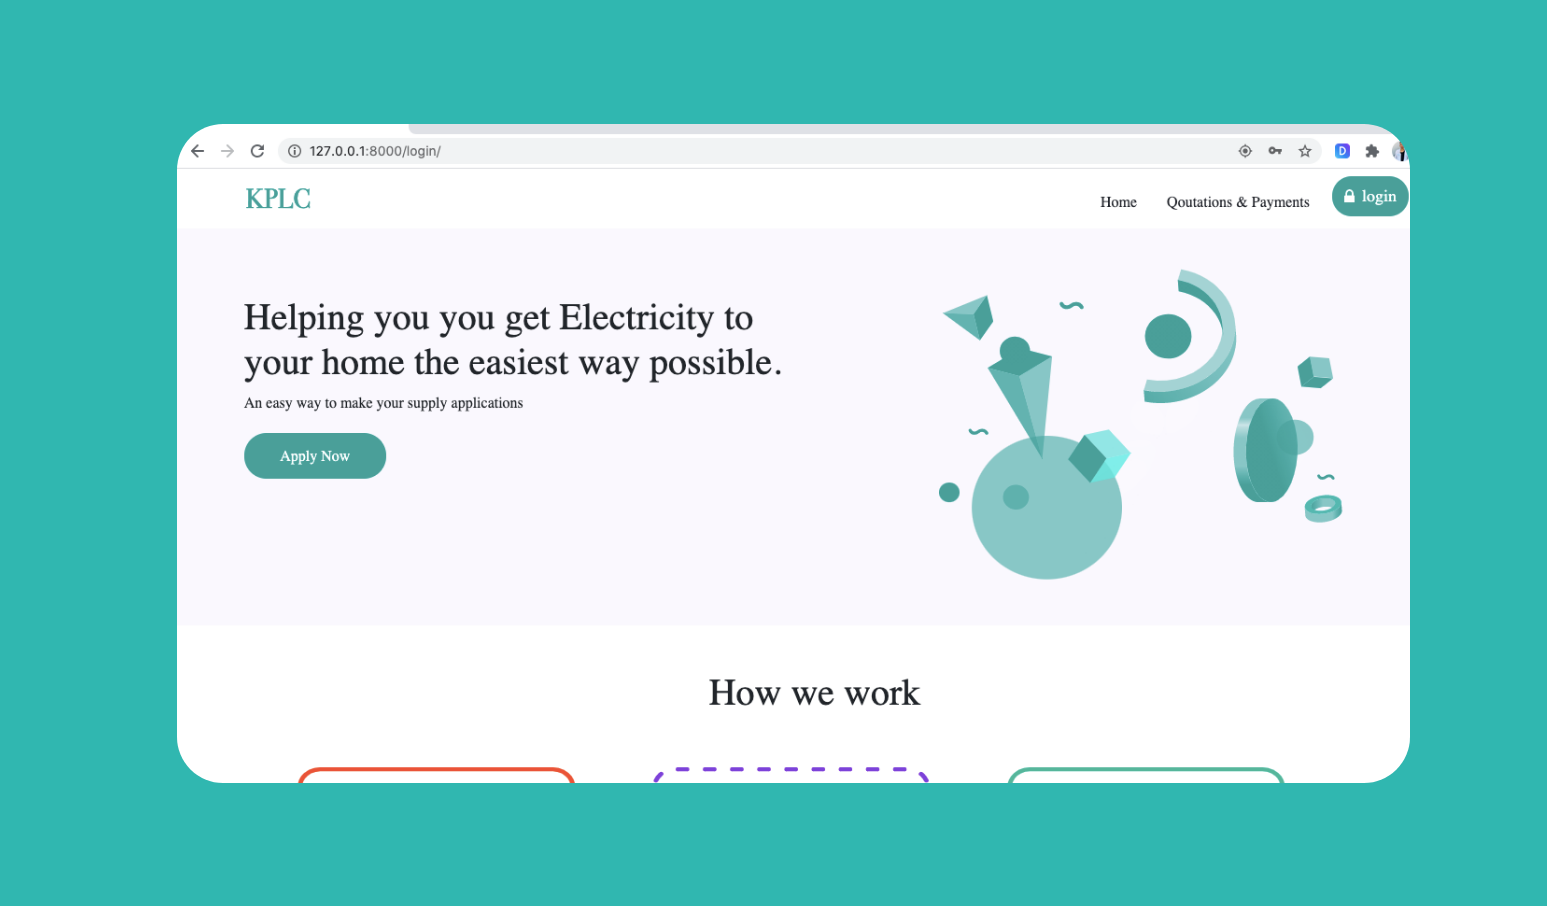 127.0.0.1:8000/login/
D
KPLC
Home
Qoutations & Payments
login
Helping you you get Electricity to
your home the easiest way possible.
An easy way to make your supply applications
Apply Now
How we work